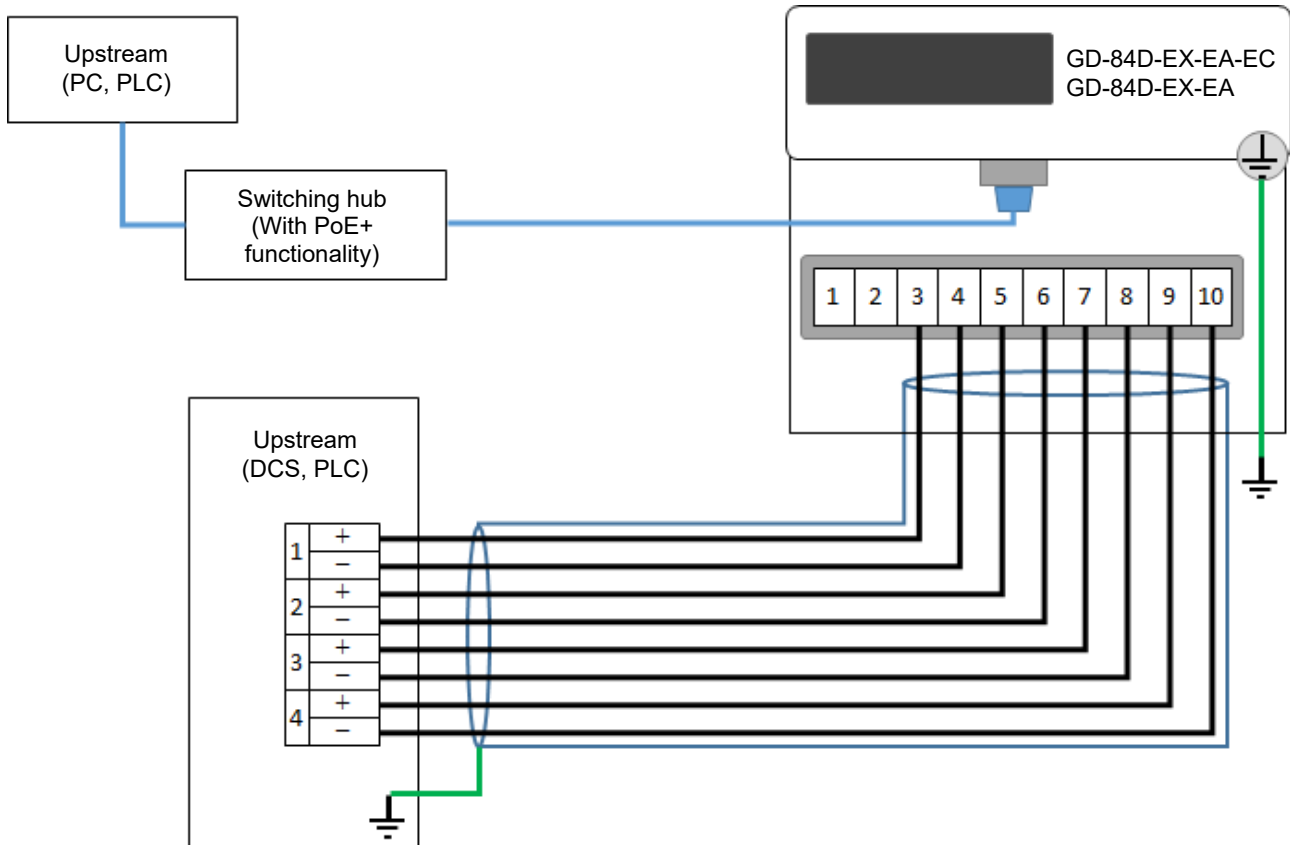 Upstream
(PC, PLC)
GD-84D-EX-EA-EC
GD-84D-EX-EA
Switching hub
(With PoE+
functionality)
1 2 3 4 5 6 7 8 9 10
Upstream
(DCS, PLC)
1 +
−
2 +
−
3 +
−
4 +
−